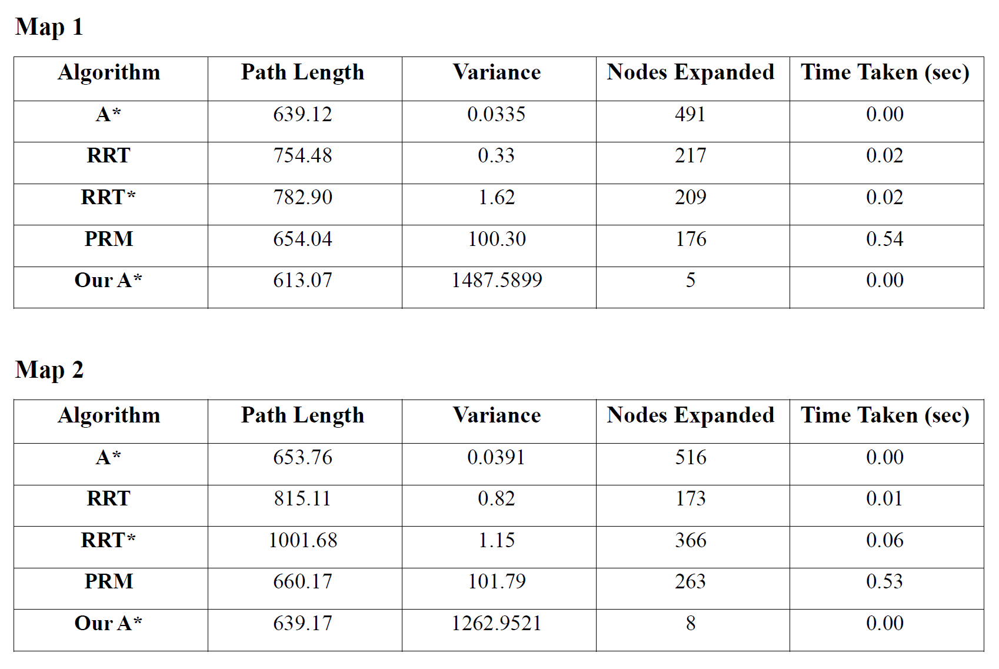 Map 1
Algorithm Path Length Variance Nodes Expanded Time Taken (sec)
A* 639.12 0.0335 491 0.00
RRT 754.48 0.33 217 0.02
RRT* 782.90 1.62 209 0.02
PRM 654.04 100.30 176 0.54
Our A* 613.07 1487.5899 5 0.00
Map 2
Algorithm Path Length Variance Nodes Expanded Time Taken (sec)
A* 653.76 0.0391 516 0.00
RRT 815.11 0.82 173 0.01
RRT* 1001.68 1.15 366 0.06
PRM 660.17 101.79 263 0.53
Our A* 639.17 1262.9521 8 0.00